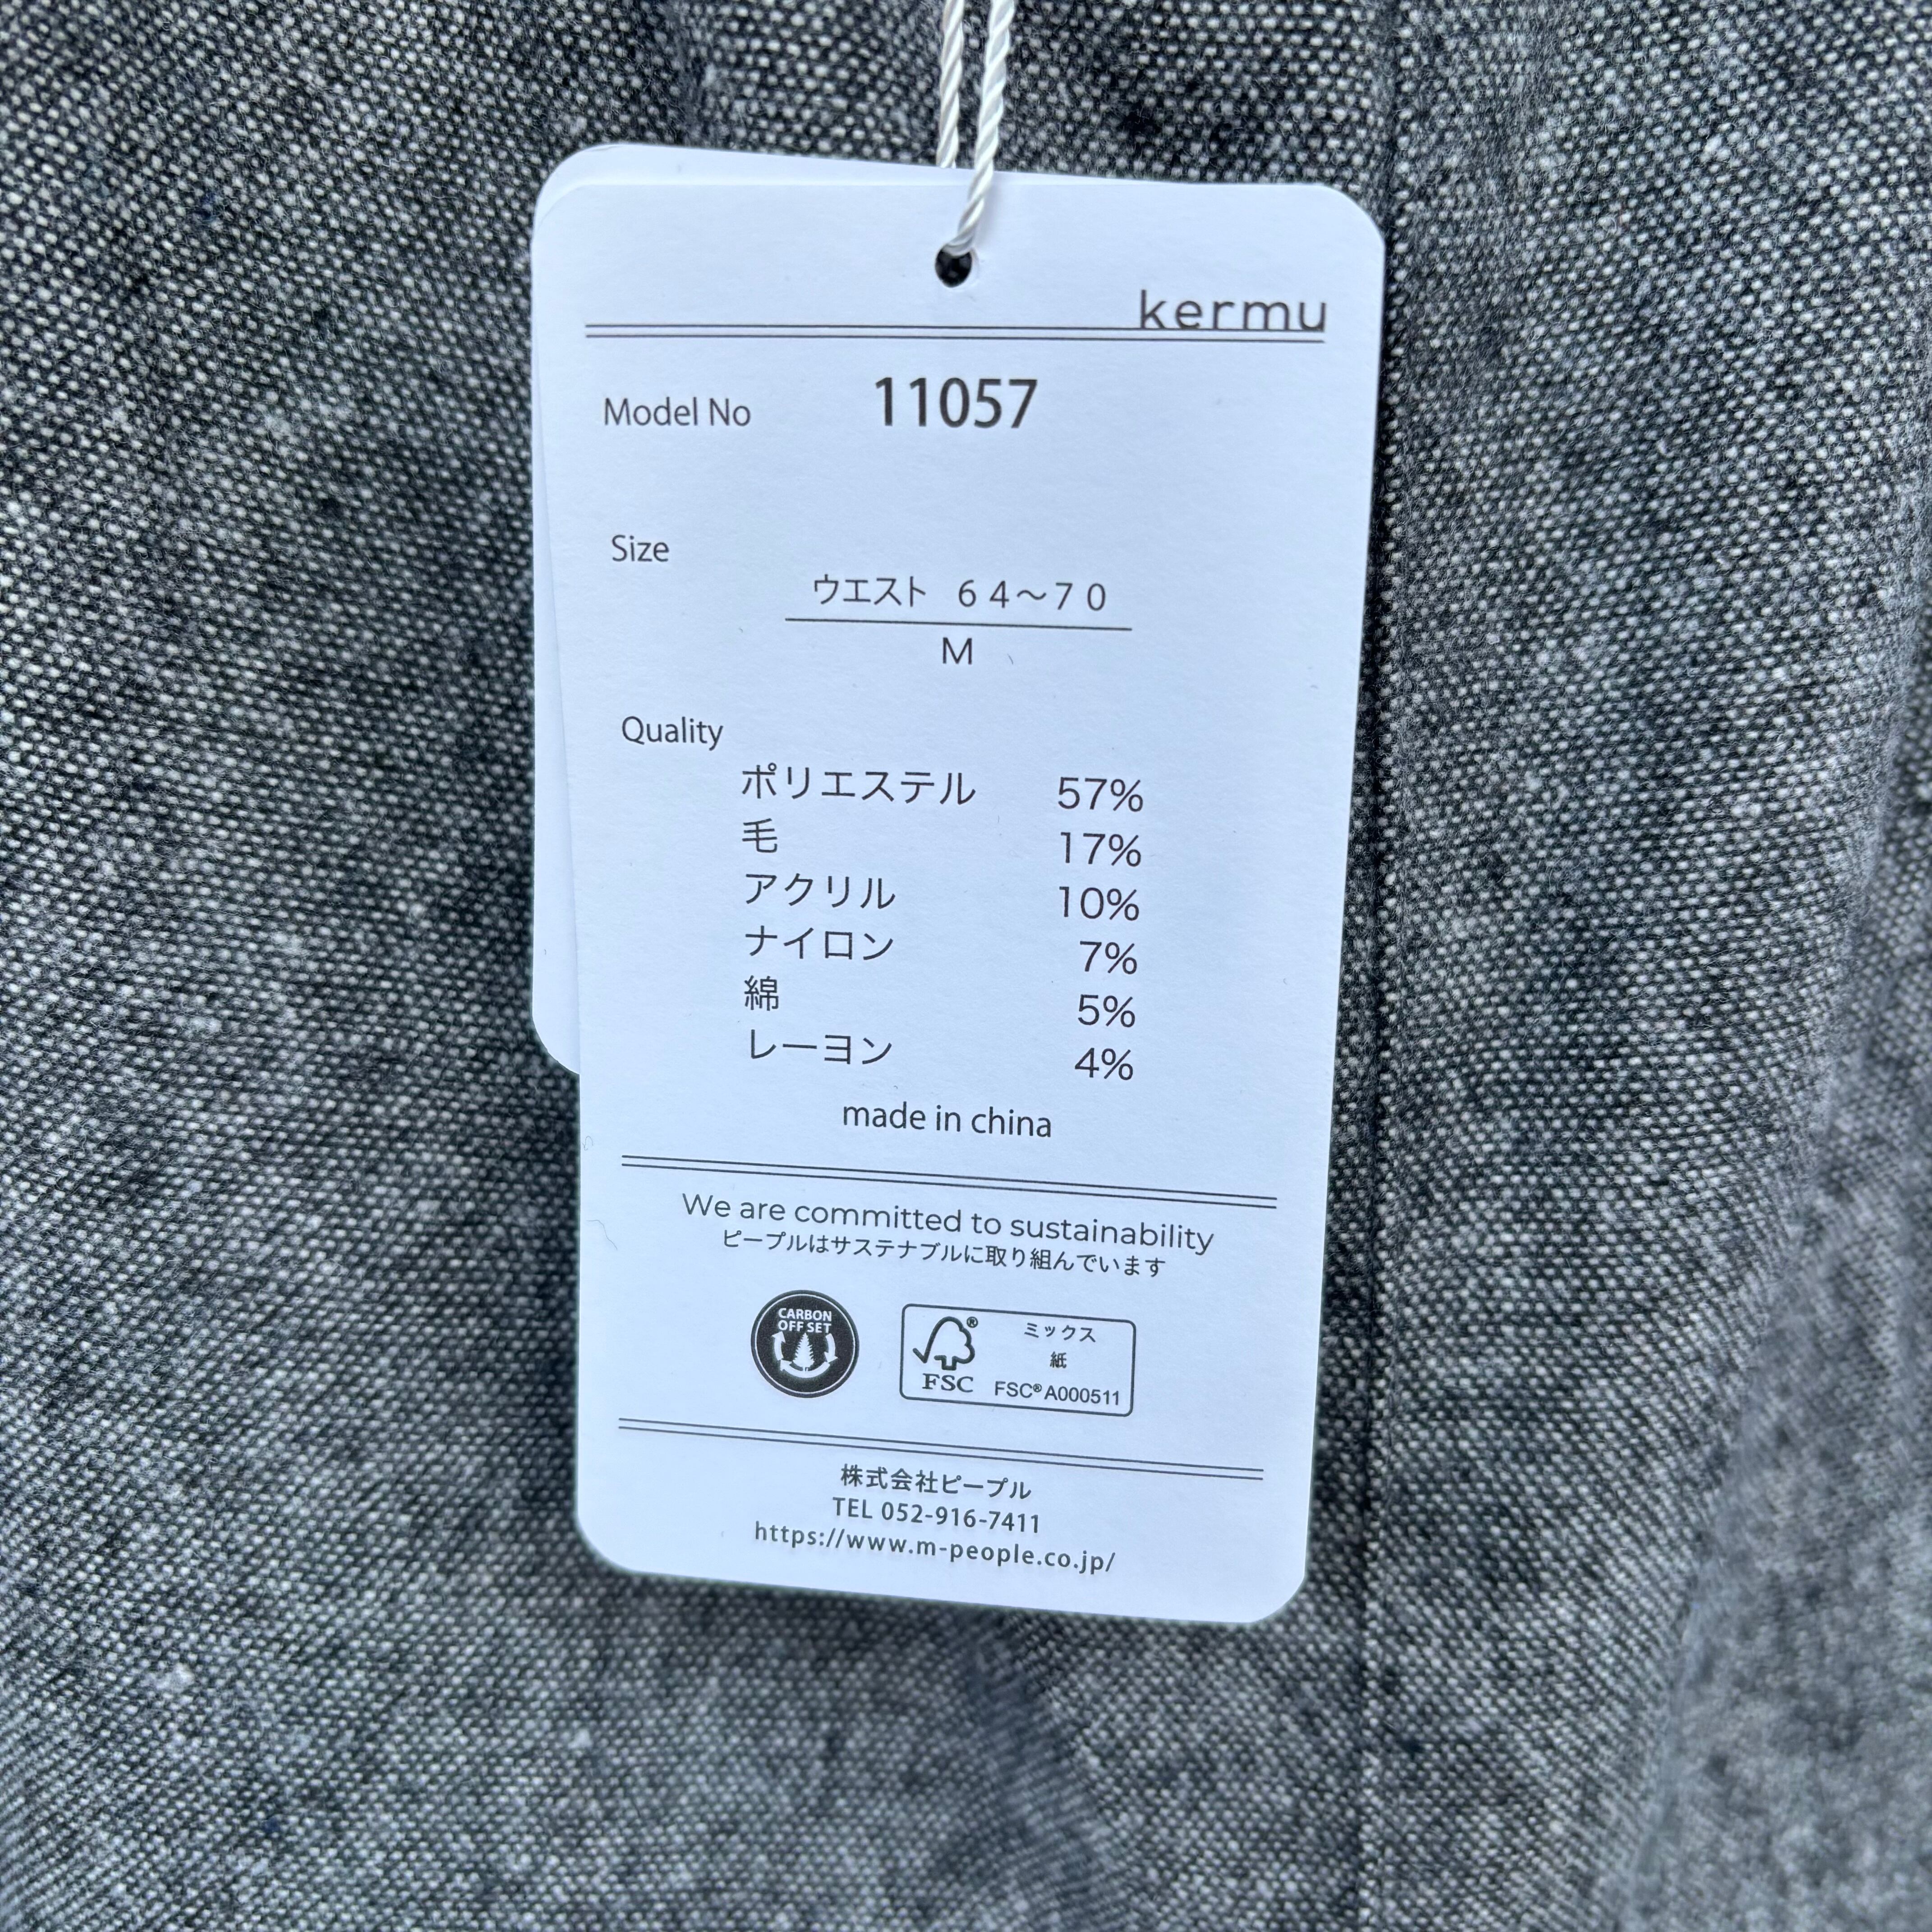 kermu
Model No 11057
Size
ウエスト ６４～７０
M
Quality
ポリエステル 57%
毛 17%
アクリル 10%
ナイロン 7%
綿 5%
レーヨン 4%
made in china
We are committed to sustainability
ピープルはサステナブルに取り組んでいます
CARBON
OFFSET
FSC
ミックス
紙
FSC® A000511
株式会社ピープル
TEL 052-916-7411
https://www.m-people.co.jp/